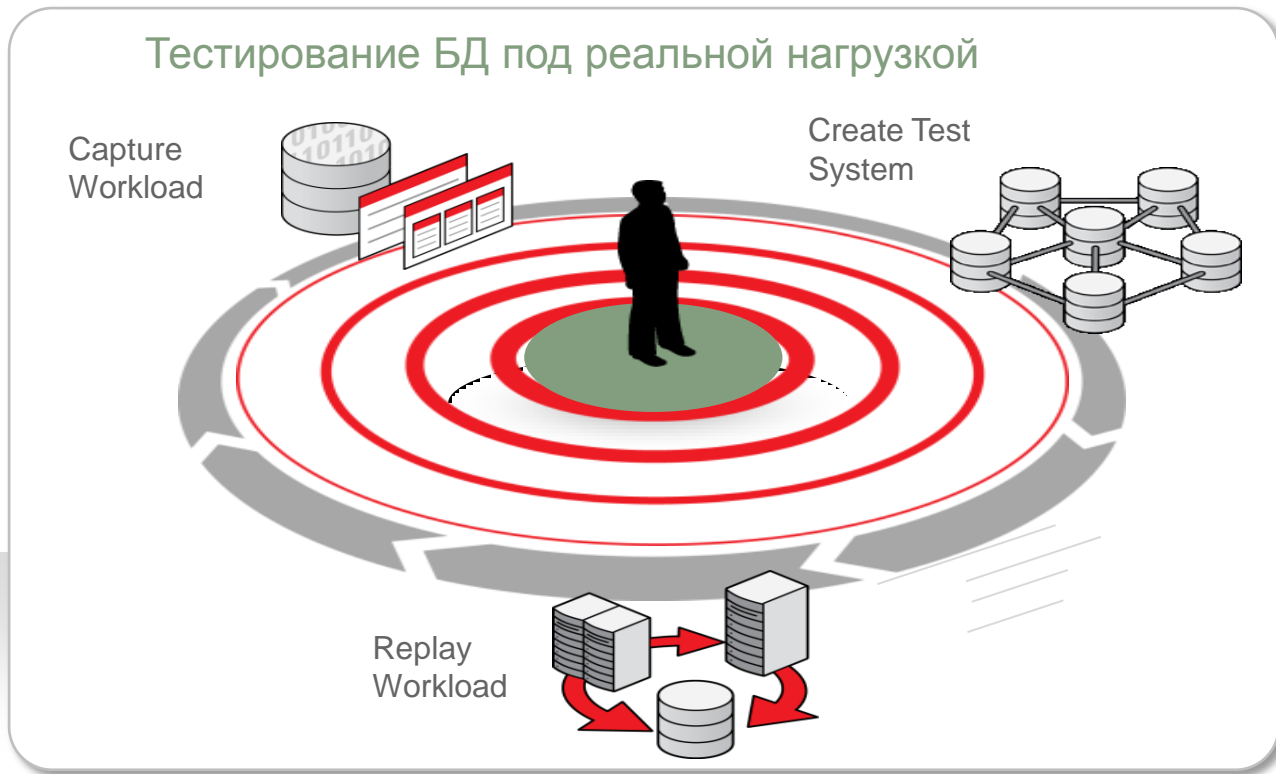 Тестирование БД под реальной нагрузкой
Capture
Workload
Create Test
System
Replay
Workload